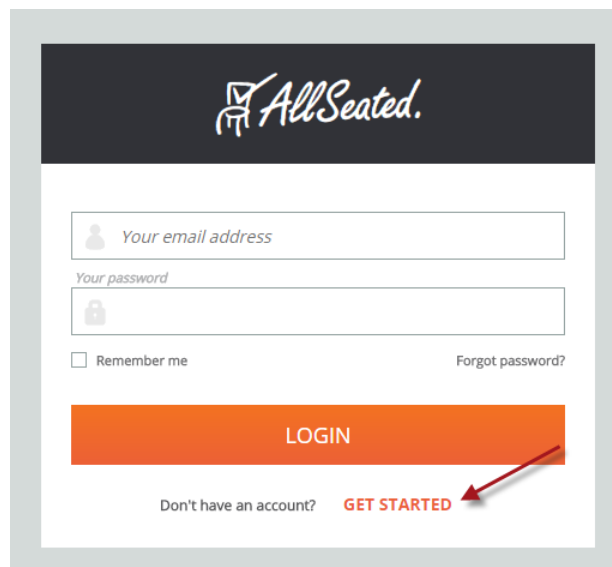 AllSeated.
Your email address
Your password
Remember me Forgot password?
LOGIN
Don't have an account? GET STARTED